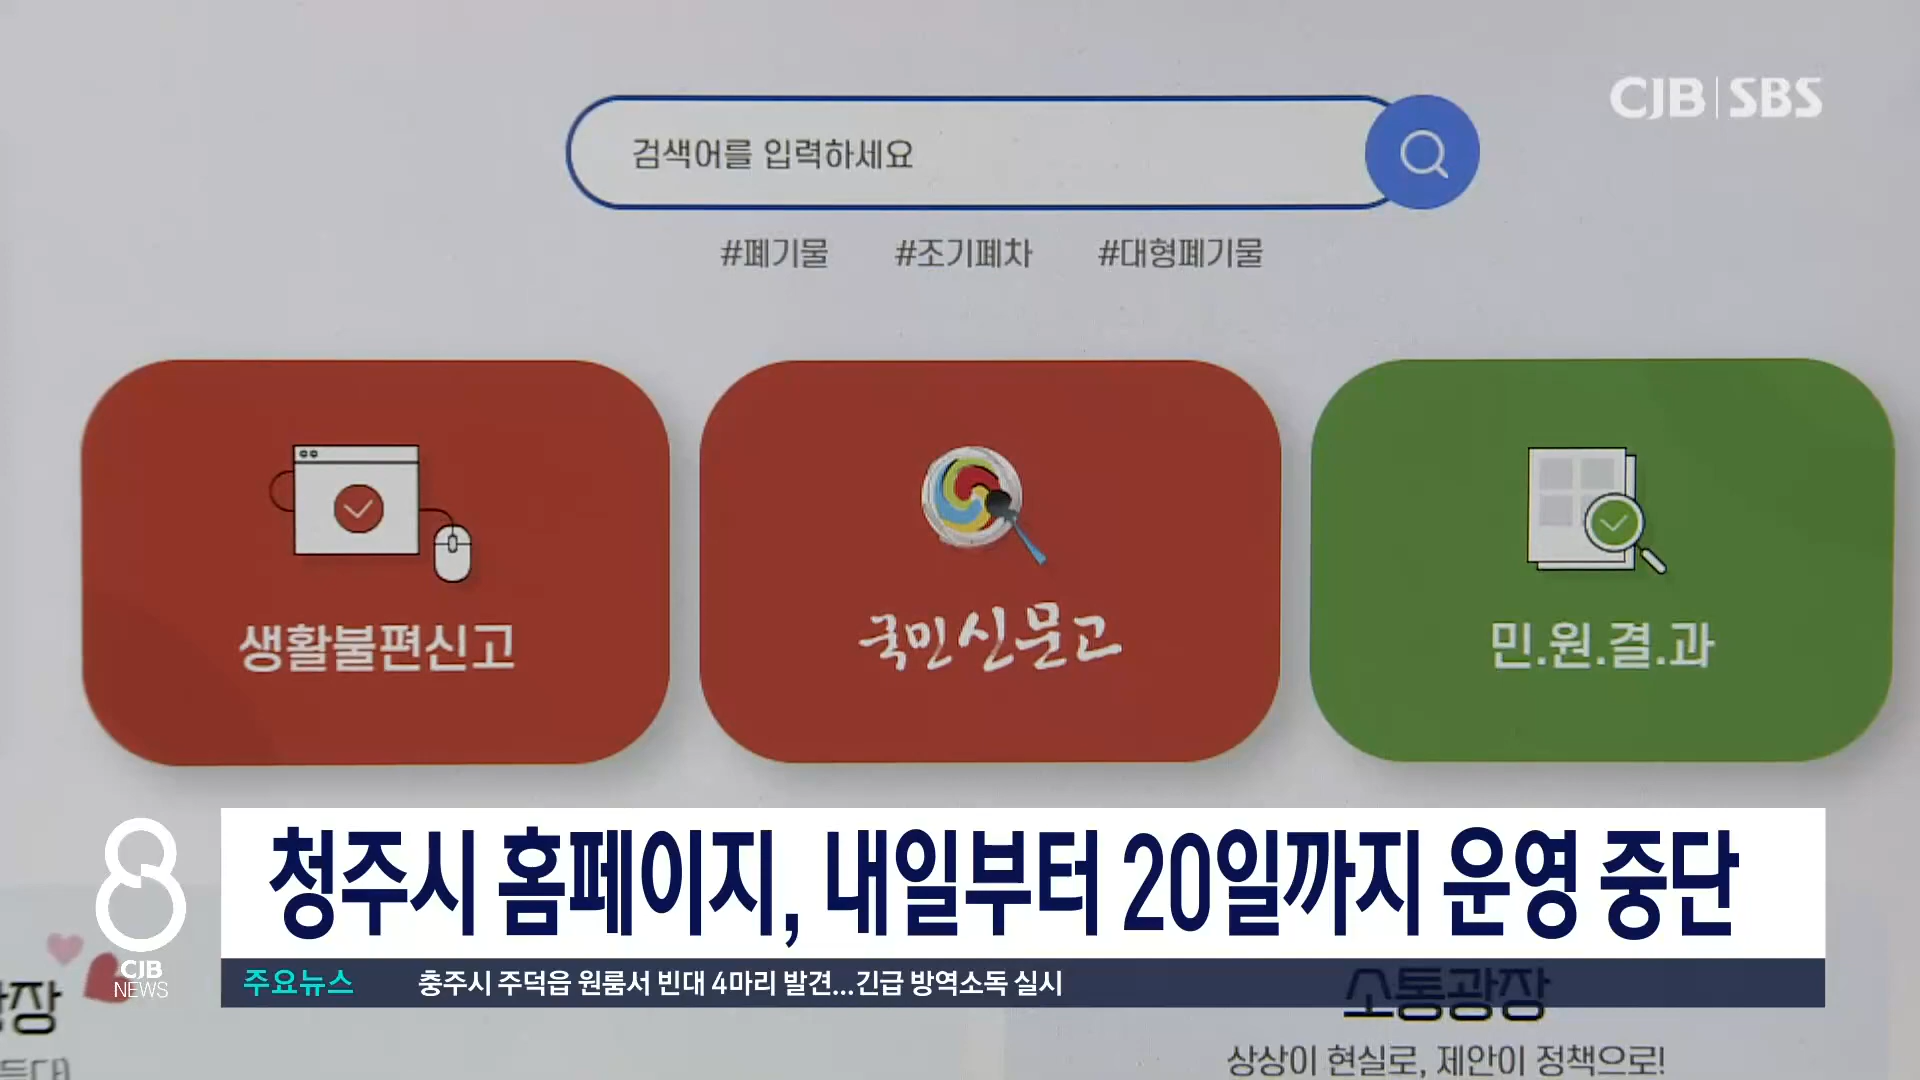 CJB SBS
검색어를 입력하세요
#폐기물 #조기폐차 #대형폐기물
생활불편신고
국민신문고
민.원.결.과
8
청주시 홈페이지, 내일부터 20일까지 운영 중단
CJB
NEWS
주요뉴스 충주시 주덕읍 원룸서 빈대 4마리 발견...긴급 방역소독 실시
소통광장
상상이 현실로, 제안이 정책으로!